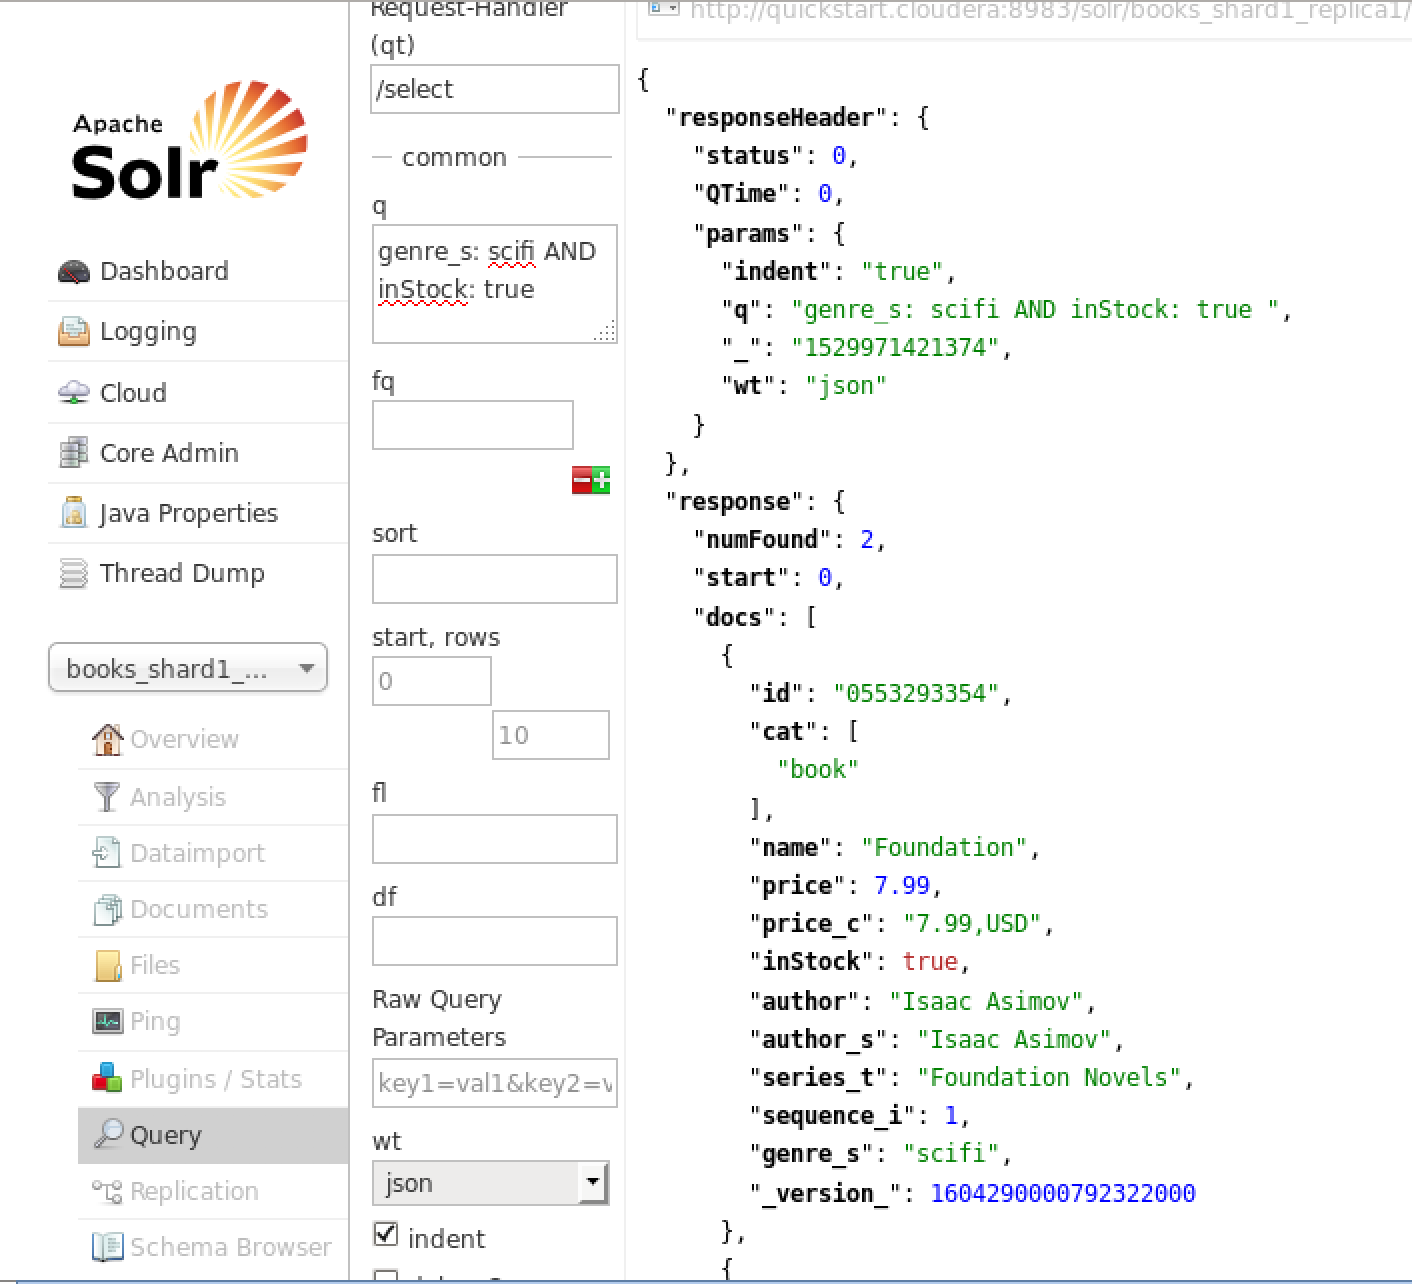 Apache
Solr
Dashboard
Logging
Cloud
Core Admin
Java Properties
Thread Dump
books_shard1_...
Overview
Analysis
Dataimport
Documents
Files
Ping
Plugins / Stats
Query
Replication
Schema Browser
Request-Handler
(qt)
/select
common
q
genre_s: scifi AND
inStock: true
fq
sort
start, rows
0
10
fl
df
Raw Query
Parameters
key1=val1&key2=v
wt
json
indent
http://quickstart.cloudera:8983/solr/books_shard1_replica1/
{
"responseHeader": {
"status": 0,
"QTime": 0,
"params": {
"indent": "true",
"q": "genre_s: scifi AND inStock: true ",
"_": "1529971421374",
"wt": "json"
}
},
"response": {
"numFound": 2,
"start": 0,
"docs": [
{
"id": "0553293354",
"cat": [
"book"
],
"name": "Foundation",
"price": 7.99,
"price_c": "7.99,USD",
"inStock": true,
"author": "Isaac Asimov",
"author_s": "Isaac Asimov",
"series_t": "Foundation Novels",
"sequence_i": 1,
"genre_s": "scifi",
"_version_": 1604290000792322000
},
{